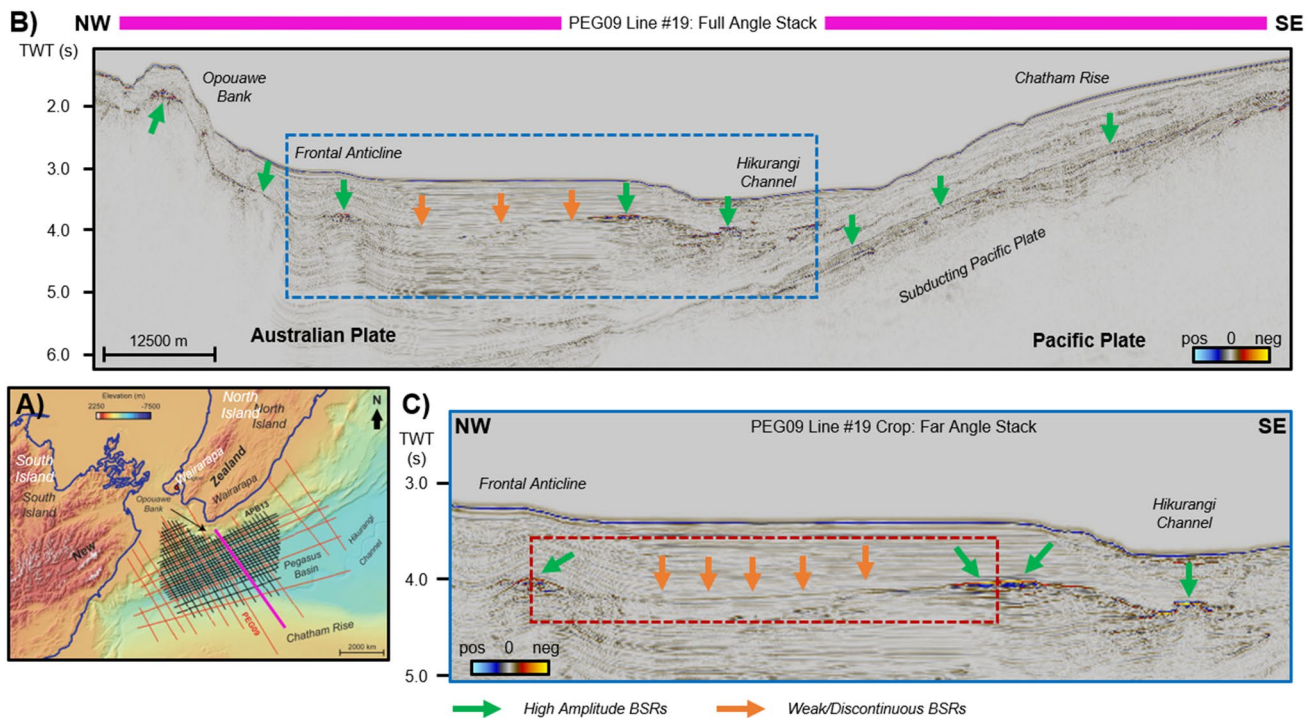 B) NW PEG09 Line #19: Full Angle Stack SE
TWT (s)
2.0
3.0
4.0
5.0
6.0
Opouawe
Bank
Chatham Rise
Frontal Anticline
Hikurangi
Channel
Subducting Pacific Plate
12500 m
Australian Plate
Pacific Plate
pos 0 neg
A)
Elevation (m)
2250 -7500
N
North
Island
North
Island
South
Island
South
Island
Wairarapa
Zealand
Wairarapa
Opouawe
Bank
APB13
New
Hikurangi
Channel
Pegasus
Basin
PEG09
Chatham Rise
2000 km
C)
NW PEG09 Line #19 Crop: Far Angle Stack SE
TWT
(s)
3.0
4.0
5.0
Frontal Anticline
Hikurangi
Channel
pos 0 neg
High Amplitude BSRs
Weak/Discontinuous BSRs